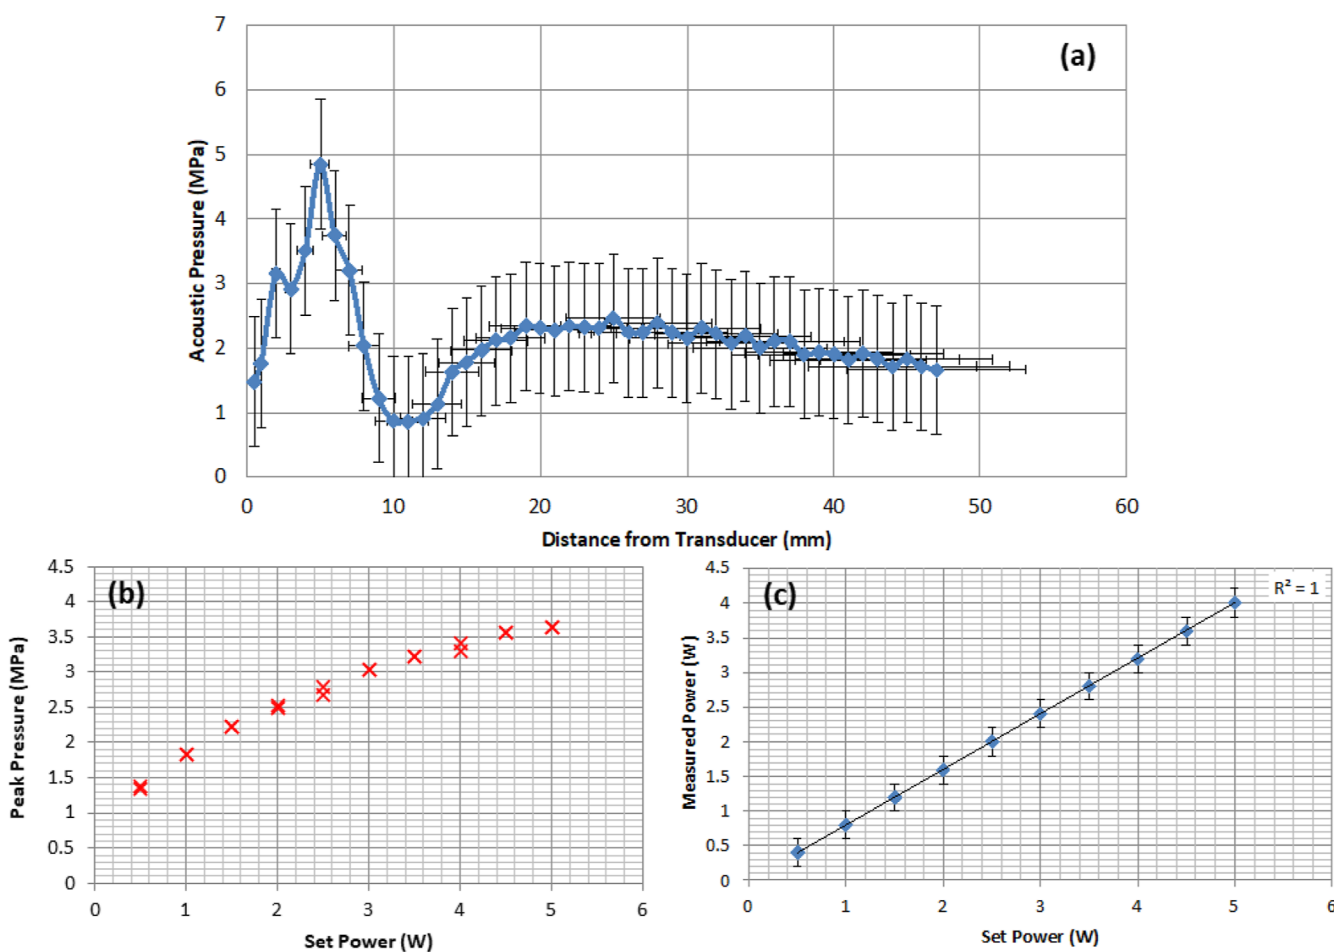 7
6
5
4
3
2
1
0
Acoustic Pressure (MPa)
(a)
0 10 20 30 40 50 60
Distance from Transducer (mm)
4.5
4
3.5
3
2.5
2
1.5
1
0.5
0
Peak Pressure (MPa)
(b)
0 1 2 3 4 5 6
Set Power (W)
4.5
4
3.5
3
2.5
2
1.5
1
0.5
0
Measured Power (W)
(c)
R² = 1
0 1 2 3 4 5 6
Set Power (W)